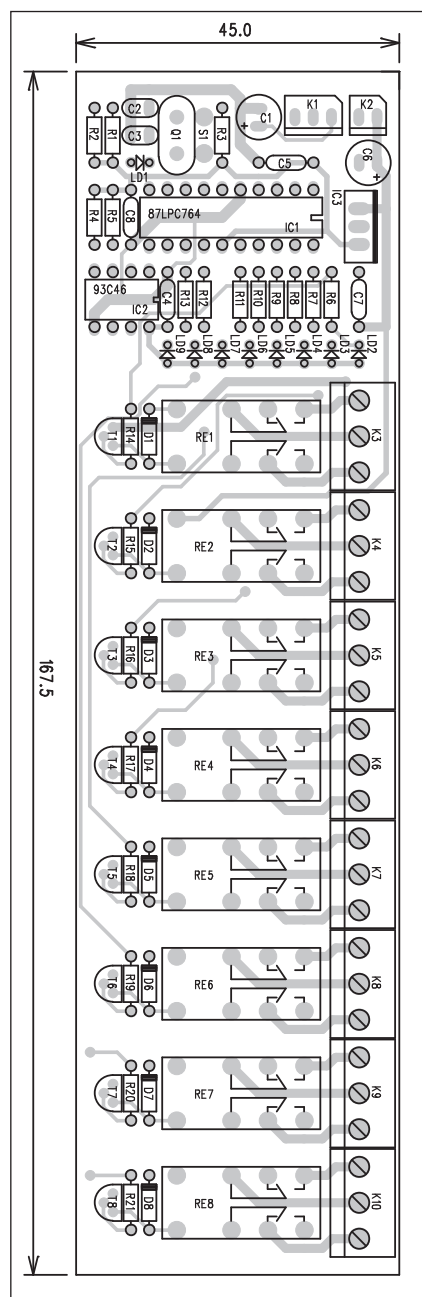 45.0
167.5
R2
R1
C2
C3
Q1
S1
R3
C1
K1
K2
LD1
C5
C6
IC3
R4
R5
C8
87LPC764
IC1
93C46
IC2
C4
R13
R12
R11
R10
R9
R8
R7
R6
C7
LD9
LD8
LD7
LD6
LD5
LD4
LD3
LD2
T1
R14
D1
RE1
K3
T2
R15
D2
RE2
K4
T3
R16
D3
RE3
K5
T4
R17
D4
RE4
K6
T5
R18
D5
RE5
K7
T6
R19
D6
RE6
K8
T7
R20
D7
RE7
K9
T8
R21
D8
RE8
K10